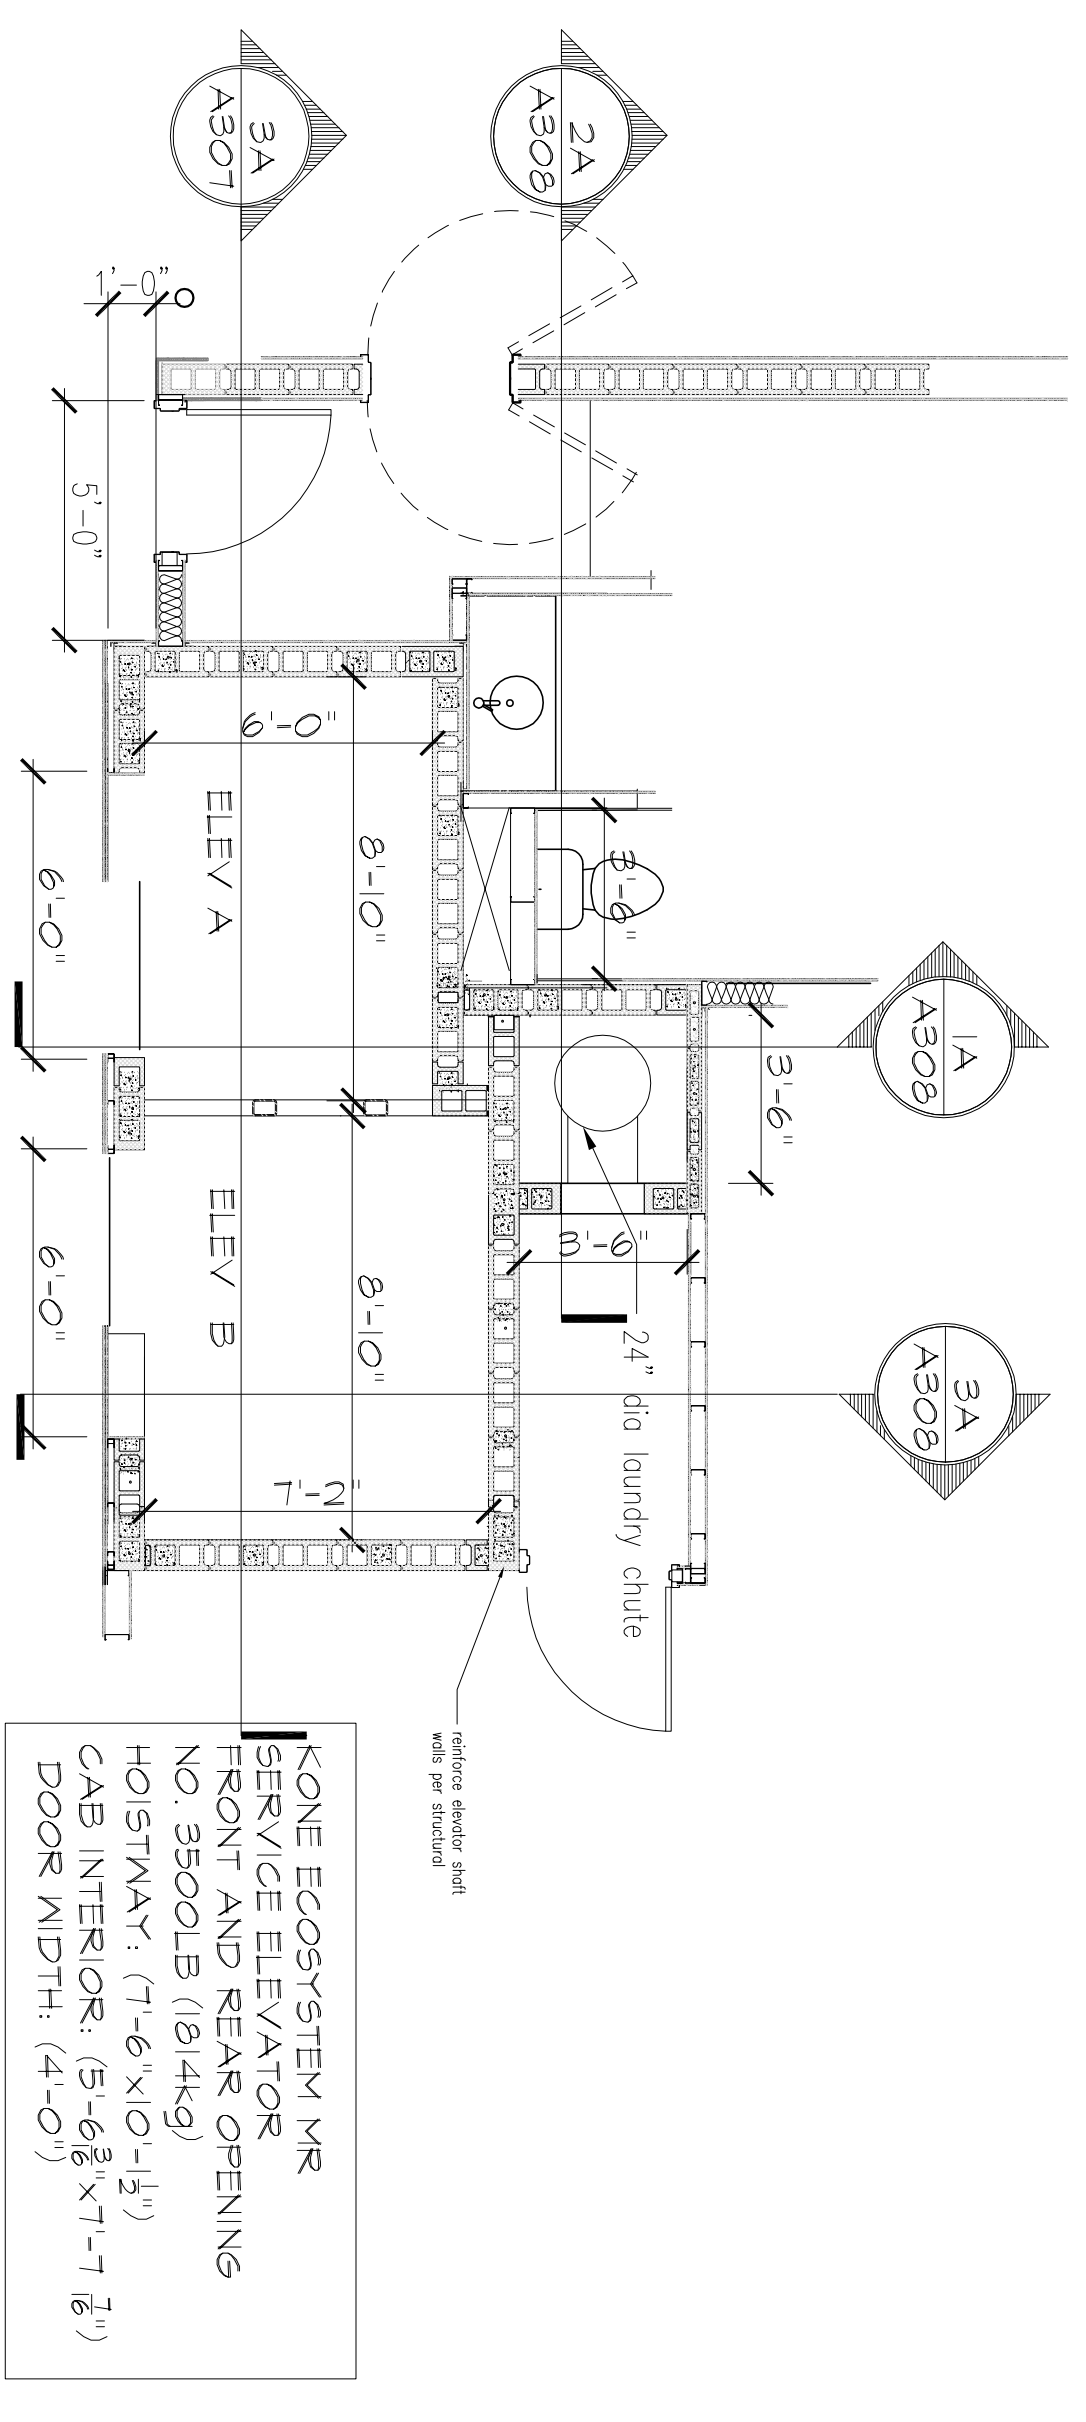 3A
A307
2A
A308
1'-0"
5'-0"
6'-0"
ELEV A
8'-10"
3'-6"
6'-0"
1A
A308
3'-6"
3'-6"
ELEV B
8'-10"
6'-0"
7'-2"
24" dia laundry chute
3A
A308
reinforce elevator shaft
walls per structural
KONE ECOSYSTEM MR
SERVICE ELEVATOR
FRONT AND REAR OPENING
NO. 3500LB (1814kg)
HOISTWAY: (7'-6"x10'-1 1/2")
CAB INTERIOR: (5'-6 3/16"x7'-7 7/16")
DOOR WIDTH: (4'-0")